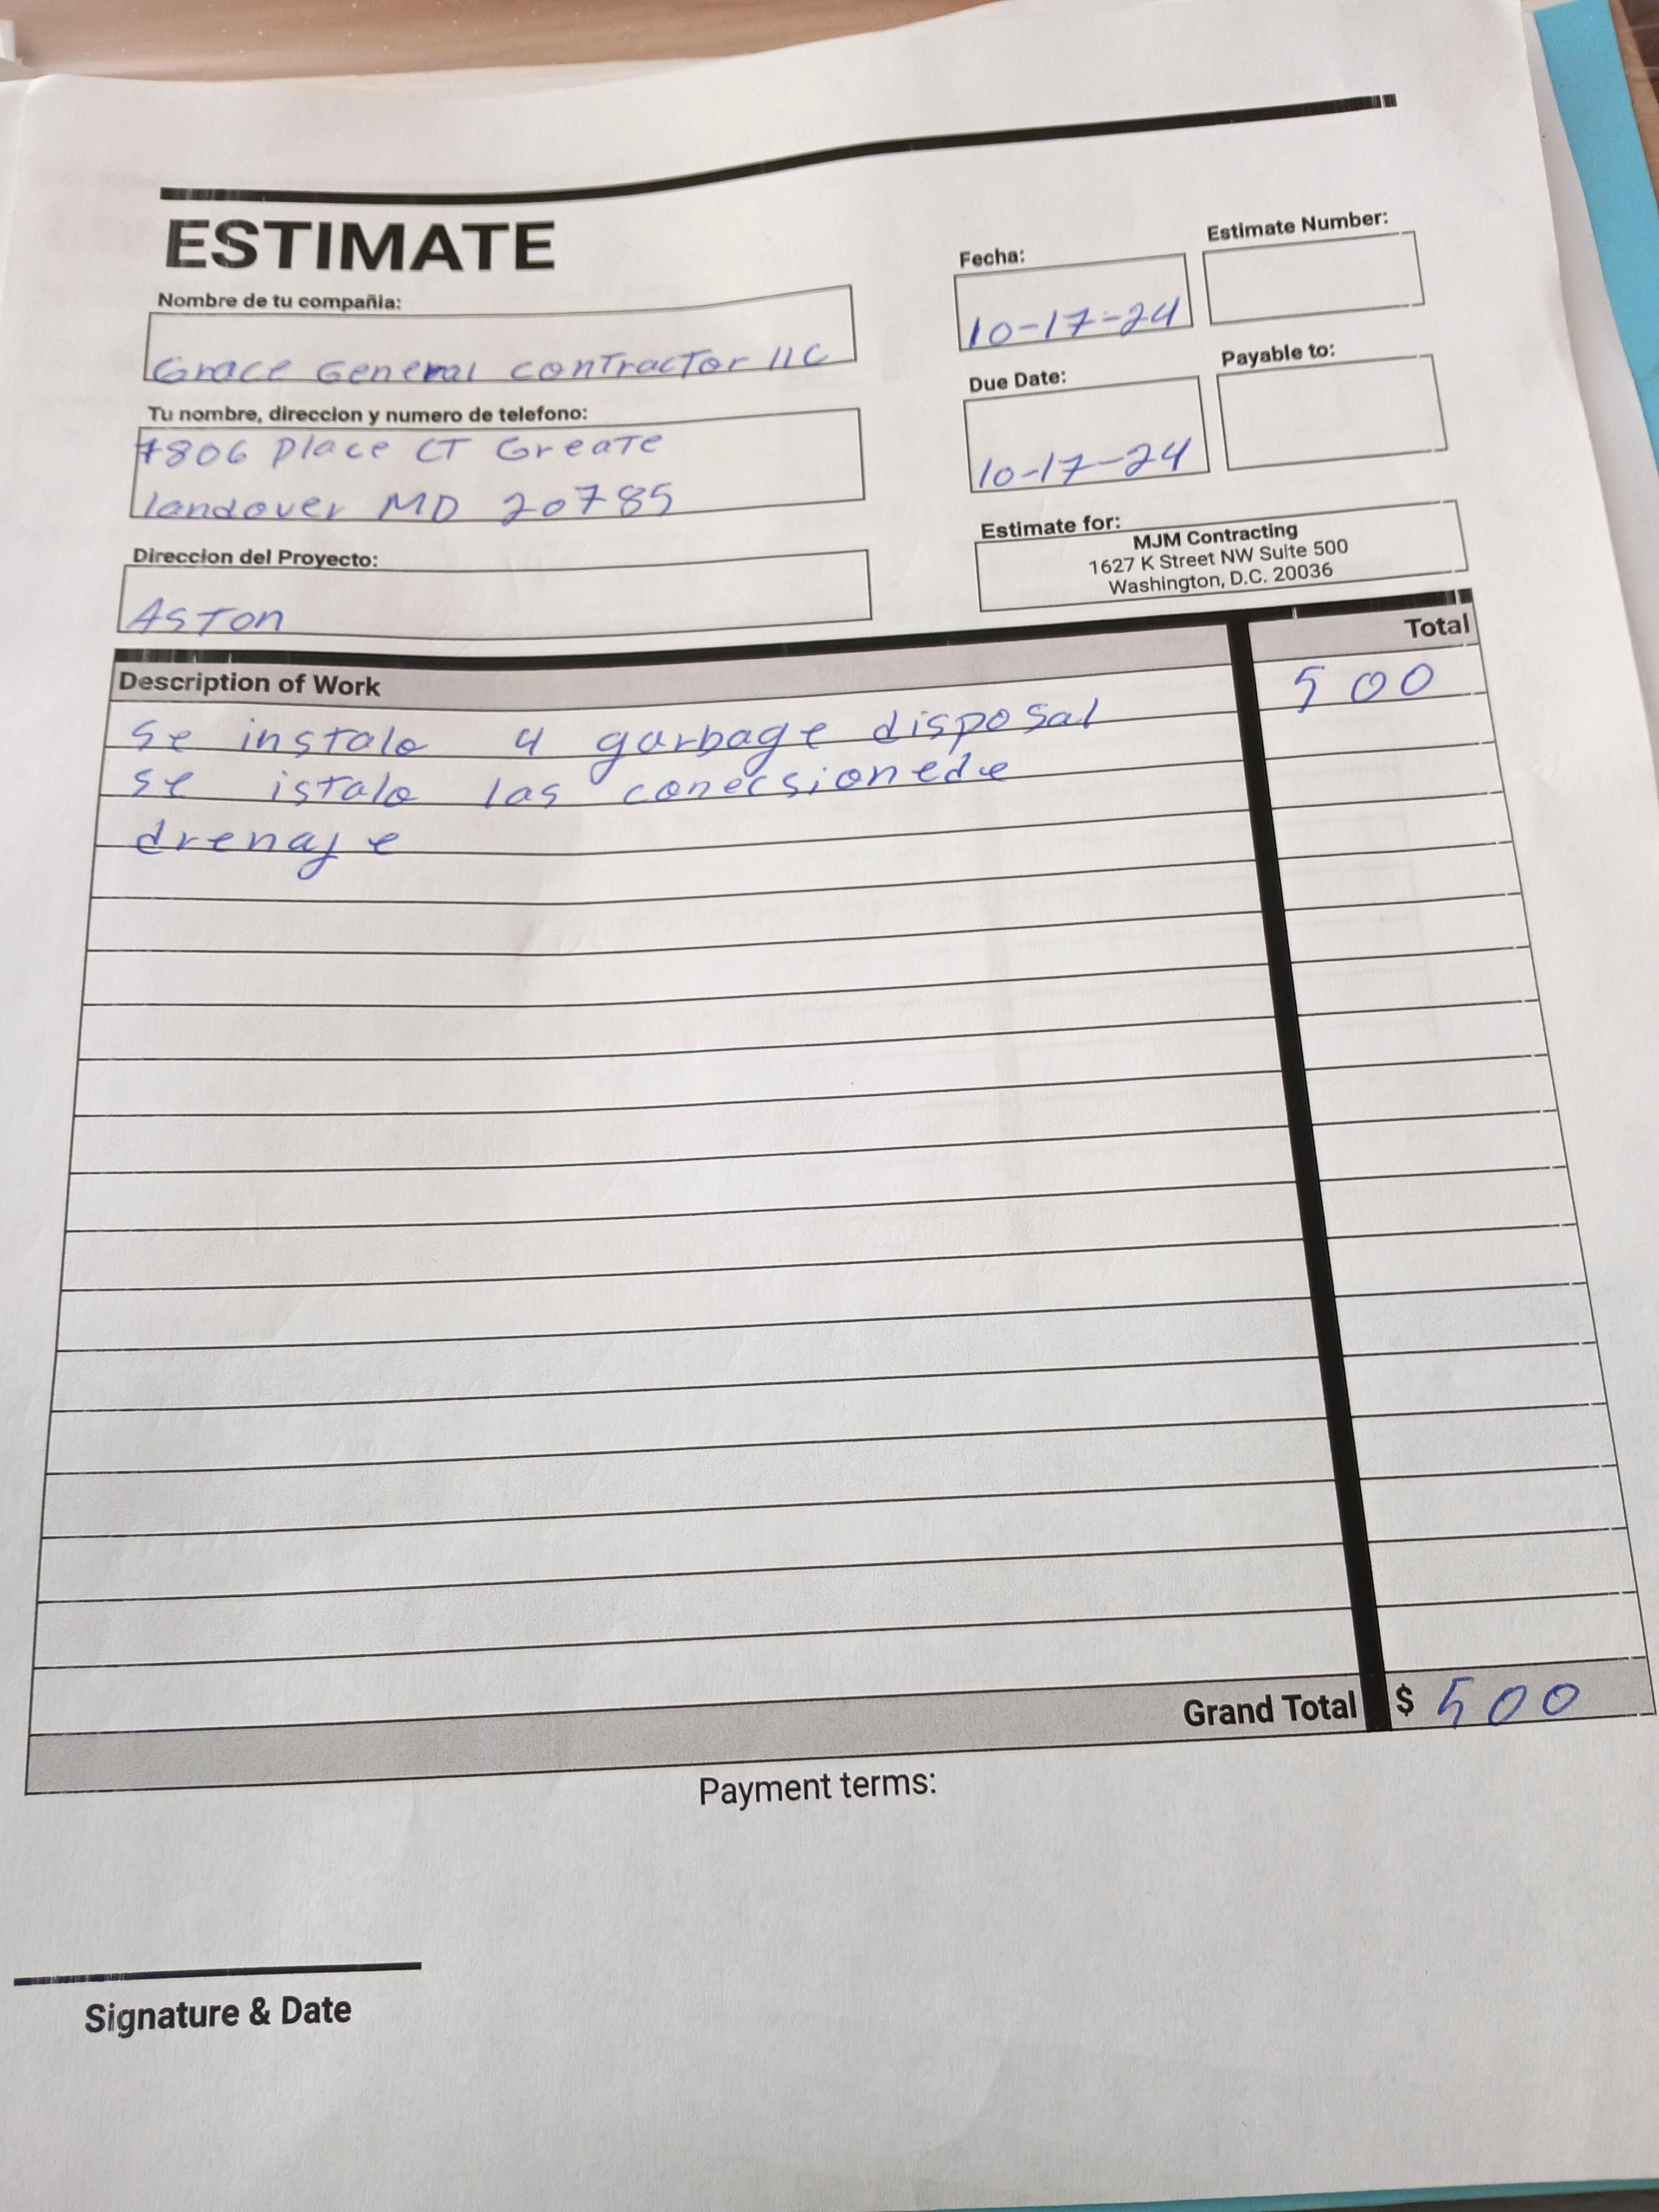 ESTIMATE
Nombre de tu compañia:
Grace General contractor llc
Tu nombre, direccion y numero de telefono:
7806 Place CT Greate
landover MD 20785
Direccion del Proyecto:
Aston
Fecha:
10-17-24
Estimate Number:
Due Date:
10-17-24
Payable to:
Estimate for:
MJM Contracting
1627 K Street NW Suite 500
Washington, D.C. 20036
Description of Work
Total
se instalo 4 garbage disposal
500
se istalo las conecsionede
drenaje
Grand Total
$ 500
Payment terms:
Signature & Date